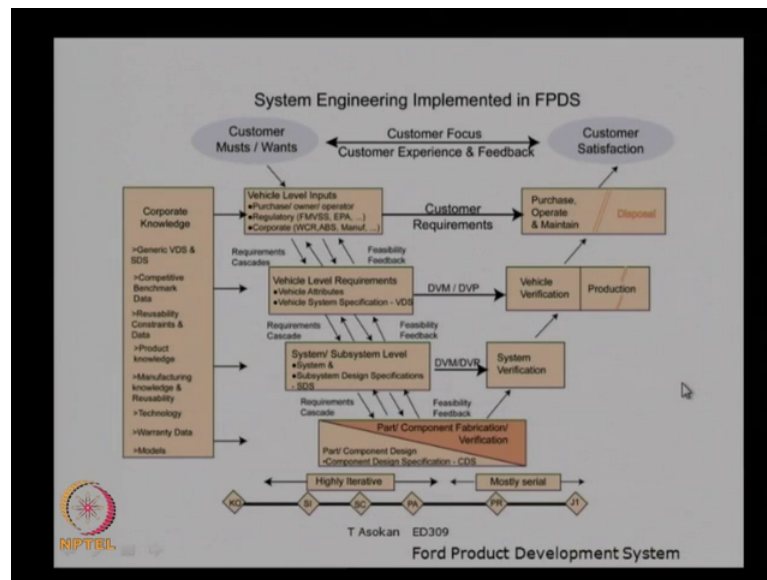 System Engineering Implemented in FPDS
Customer
Musts / Wants
Customer Focus
Customer Experience & Feedback
Customer
Satisfaction
Corporate
Knowledge
>Generic VDS &
SDS
>Competitive
Benchmark
Data
>Reusability
Constraints &
Data
>Product
knowledge
>Manufacturing
knowledge &
Reusability
>Technology
>Warranty Data
>Models
Vehicle Level Inputs
•Purchase/ owner/ operator
•Regulatory (FMVSS, EPA, ...)
•Corporate (WCR,ABS, Manuf, ...)
Customer
Requirements
Purchase,
Operate
& Maintain
Disposal
Requirements
Cascades
Feasibility
Feedback
Vehicle Level Requirements
•Vehicle Attributes
•Vehicle System Specification - VDS
DVM / DVP
Vehicle
Verification
Production
Requirements
Cascade
Feasibility
Feedback
System/ Subsystem Level
•System &
•Subsystem Design Specifications
- SDS
DVM/DVP
System
Verification
Requirements
Cascade
Feasibility
Feedback
Part/ Component Fabrication/
Verification
Part/ Component Design
•Component Design Specification - CDS
Highly Iterative
Mostly serial
KO
SI
SC
PA
PR
J1
T Asokan ED309
NPTEL
Ford Product Development System